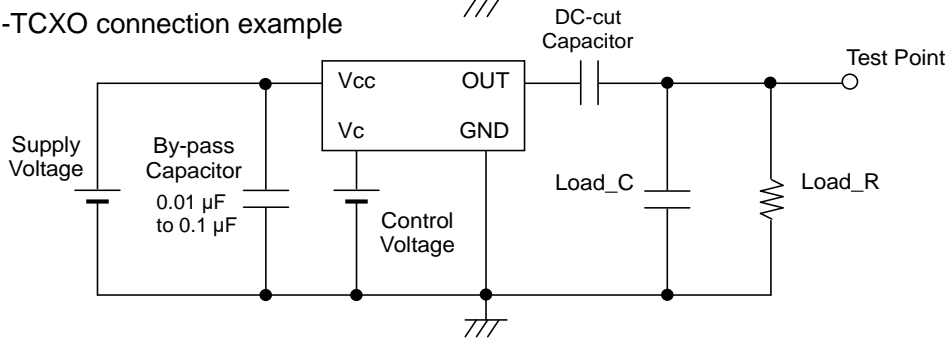 -TCXO connection example
DC-cut
Capacitor
Test Point
Vcc
OUT
Vc
GND
Supply
Voltage
By-pass
Capacitor
0.01 µF
to 0.1 µF
Control
Voltage
Load_C
Load_R